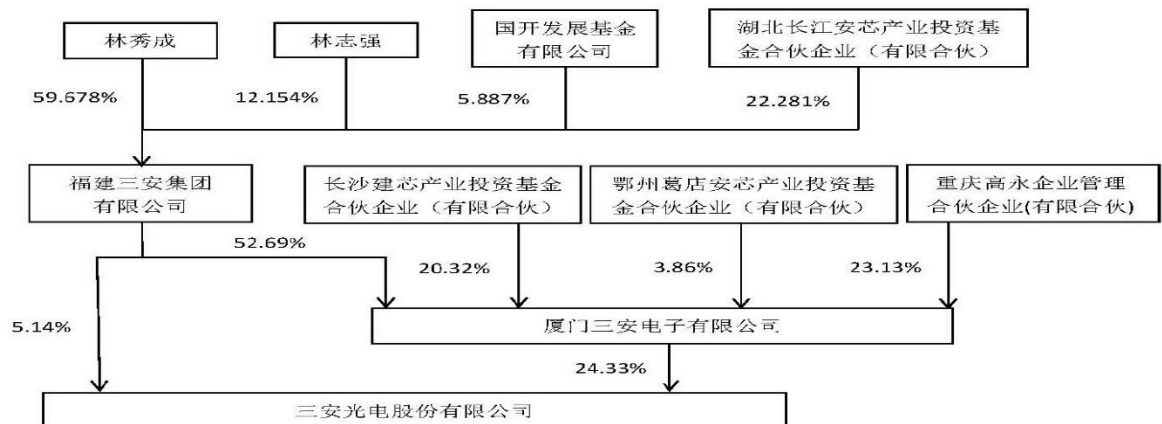 林秀成
林志强
国开发展基金
有限公司
湖北长江安芯产业投资基
金合伙企业（有限合伙）
59.678%
12.154%
5.887%
22.281%
福建三安集团
有限公司
长沙建芯产业投资基金
合伙企业（有限合伙）
鄂州葛店安芯产业投资基
金合伙企业（有限合伙）
重庆高永企业管理
合伙企业(有限合伙)
52.69%
20.32%
3.86%
23.13%
5.14%
厦门三安电子有限公司
24.33%
三安光电股份有限公司